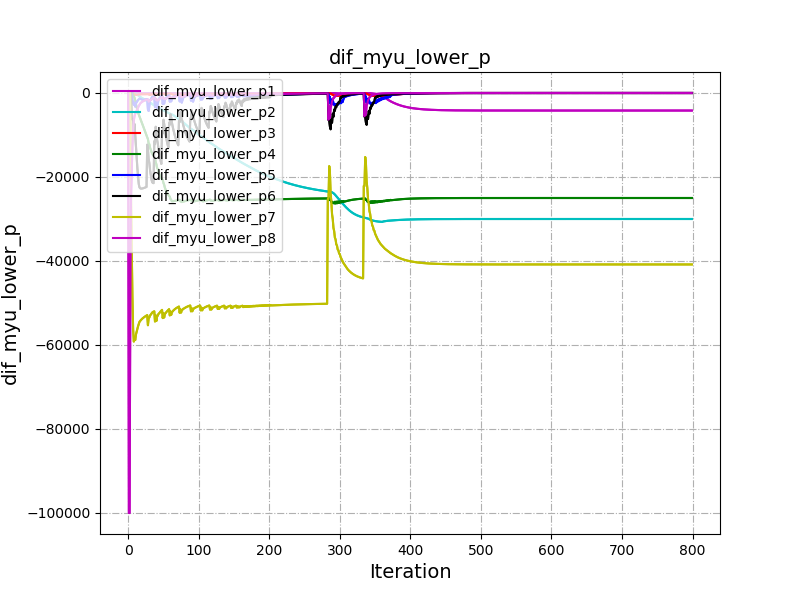 dif_myu_lower_p
dif_myu_lower_p
0
−20000
−40000
−60000
−80000
−100000
dif_myu_lower_p1
dif_myu_lower_p2
dif_myu_lower_p3
dif_myu_lower_p4
dif_myu_lower_p5
dif_myu_lower_p6
dif_myu_lower_p7
dif_myu_lower_p8
0 100 200 300 400 500 600 700 800
Iteration